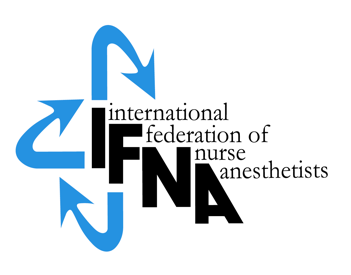 international
federation of
nurse
anesthetists
IFNA